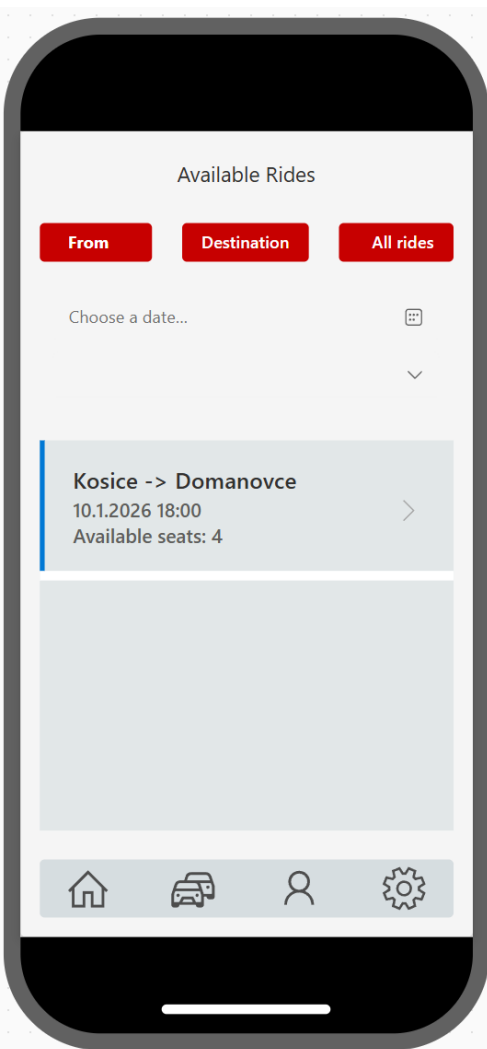 Available Rides
From
Destination
All rides
Choose a date...
Kosice -> Domanovce
10.1.2026 18:00
Available seats: 4